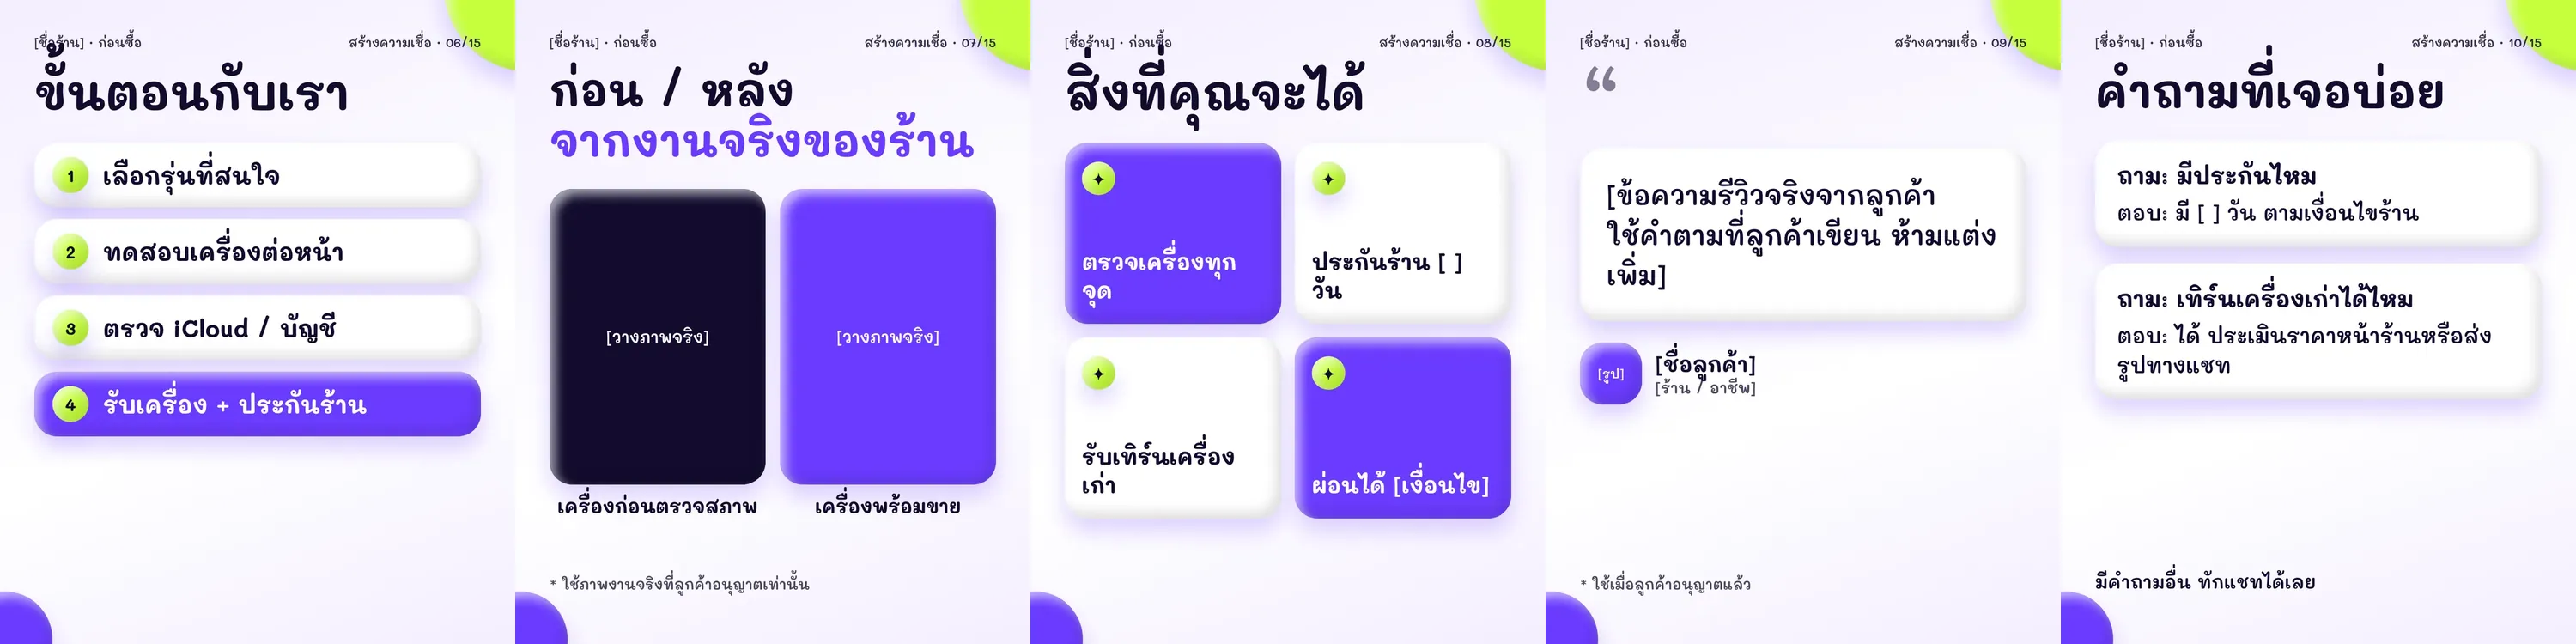 [ชื่อร้าน] · ก่อนซื้อ
สร้างความเชื่อ · 06/15
ขั้นตอนกับเรา
1 เลือกรุ่นที่สนใจ
2 ทดสอบเครื่องต่อหน้า
3 ตรวจ iCloud / บัญชี
4 รับเครื่อง + ประกันร้าน
[ชื่อร้าน] · ก่อนซื้อ
สร้างความเชื่อ · 07/15
ก่อน / หลัง
จากงานจริงของร้าน
[วางภาพจริง]
[วางภาพจริง]
เครื่องก่อนตรวจสภาพ
เครื่องพร้อมขาย
* ใช้ภาพงานจริงที่ลูกค้าอนุญาตเท่านั้น
[ชื่อร้าน] · ก่อนซื้อ
สร้างความเชื่อ · 08/15
สิ่งที่คุณจะได้
ตรวจเครื่องทุก
จุด
ประกันร้าน [ ]
วัน
รับเทิร์นเครื่อง
เก่า
ผ่อนได้ [เงื่อนไข]
[ชื่อร้าน] · ก่อนซื้อ
สร้างความเชื่อ · 09/15
“
[ข้อความรีวิวจริงจากลูกค้า
ใช้คำตามที่ลูกค้าเขียน ห้ามแต่ง
เพิ่ม]
[รูป]
[ชื่อลูกค้า]
[ร้าน / อาชีพ]
* ใช้เมื่อลูกค้าอนุญาตแล้ว
[ชื่อร้าน] · ก่อนซื้อ
สร้างความเชื่อ · 10/15
คำถามที่เจอบ่อย
ถาม: มีประกันไหม
ตอบ: มี [ ] วัน ตามเงื่อนไขร้าน
ถาม: เทิร์นเครื่องเก่าได้ไหม
ตอบ: ได้ ประเมินราคาหน้าร้านหรือส่ง
รูปทางแชท
มีคำถามอื่น ทักแชทได้เลย